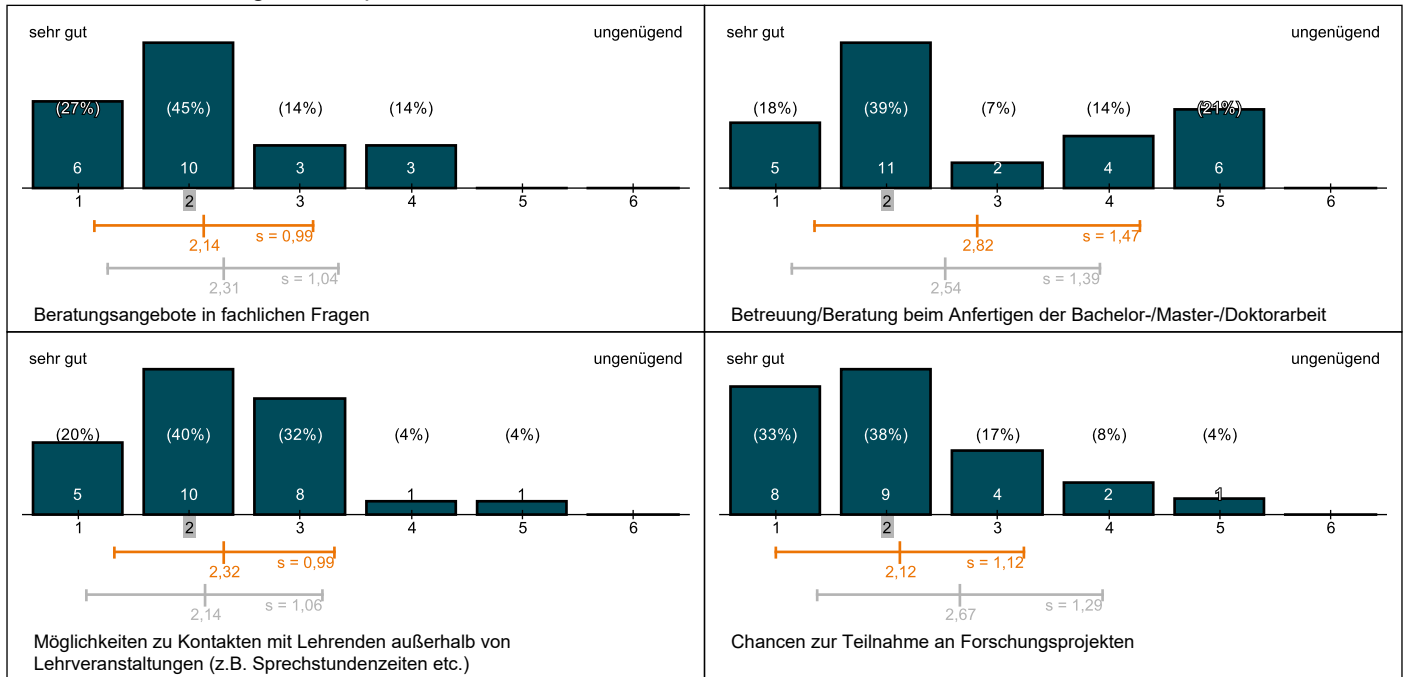 sehr gut ungenügend
(27%) (45%) (14%) (14%)
6 10 3 3
1 2 3 4 5 6
2,14 s = 0,99
2,31 s = 1,04
Beratungsangebote in fachlichen Fragen
sehr gut ungenügend
(18%) (39%) (7%) (14%) (21%)
5 11 2 4 6
1 2 3 4 5 6
2,82 s = 1,47
2,54 s = 1,39
Betreuung/Beratung beim Anfertigen der Bachelor-/Master-/Doktorarbeit
sehr gut ungenügend
(20%) (40%) (32%) (4%) (4%)
5 10 8 1 1
1 2 3 4 5 6
2,32 s = 0,99
2,14 s = 1,06
Möglichkeiten zu Kontakten mit Lehrenden außerhalb von
Lehrveranstaltungen (z.B. Sprechstundenzeiten etc.)
sehr gut ungenügend
(33%) (38%) (17%) (8%) (4%)
8 9 4 2 1
1 2 3 4 5 6
2,12 s = 1,12
2,67 s = 1,29
Chancen zur Teilnahme an Forschungsprojekten